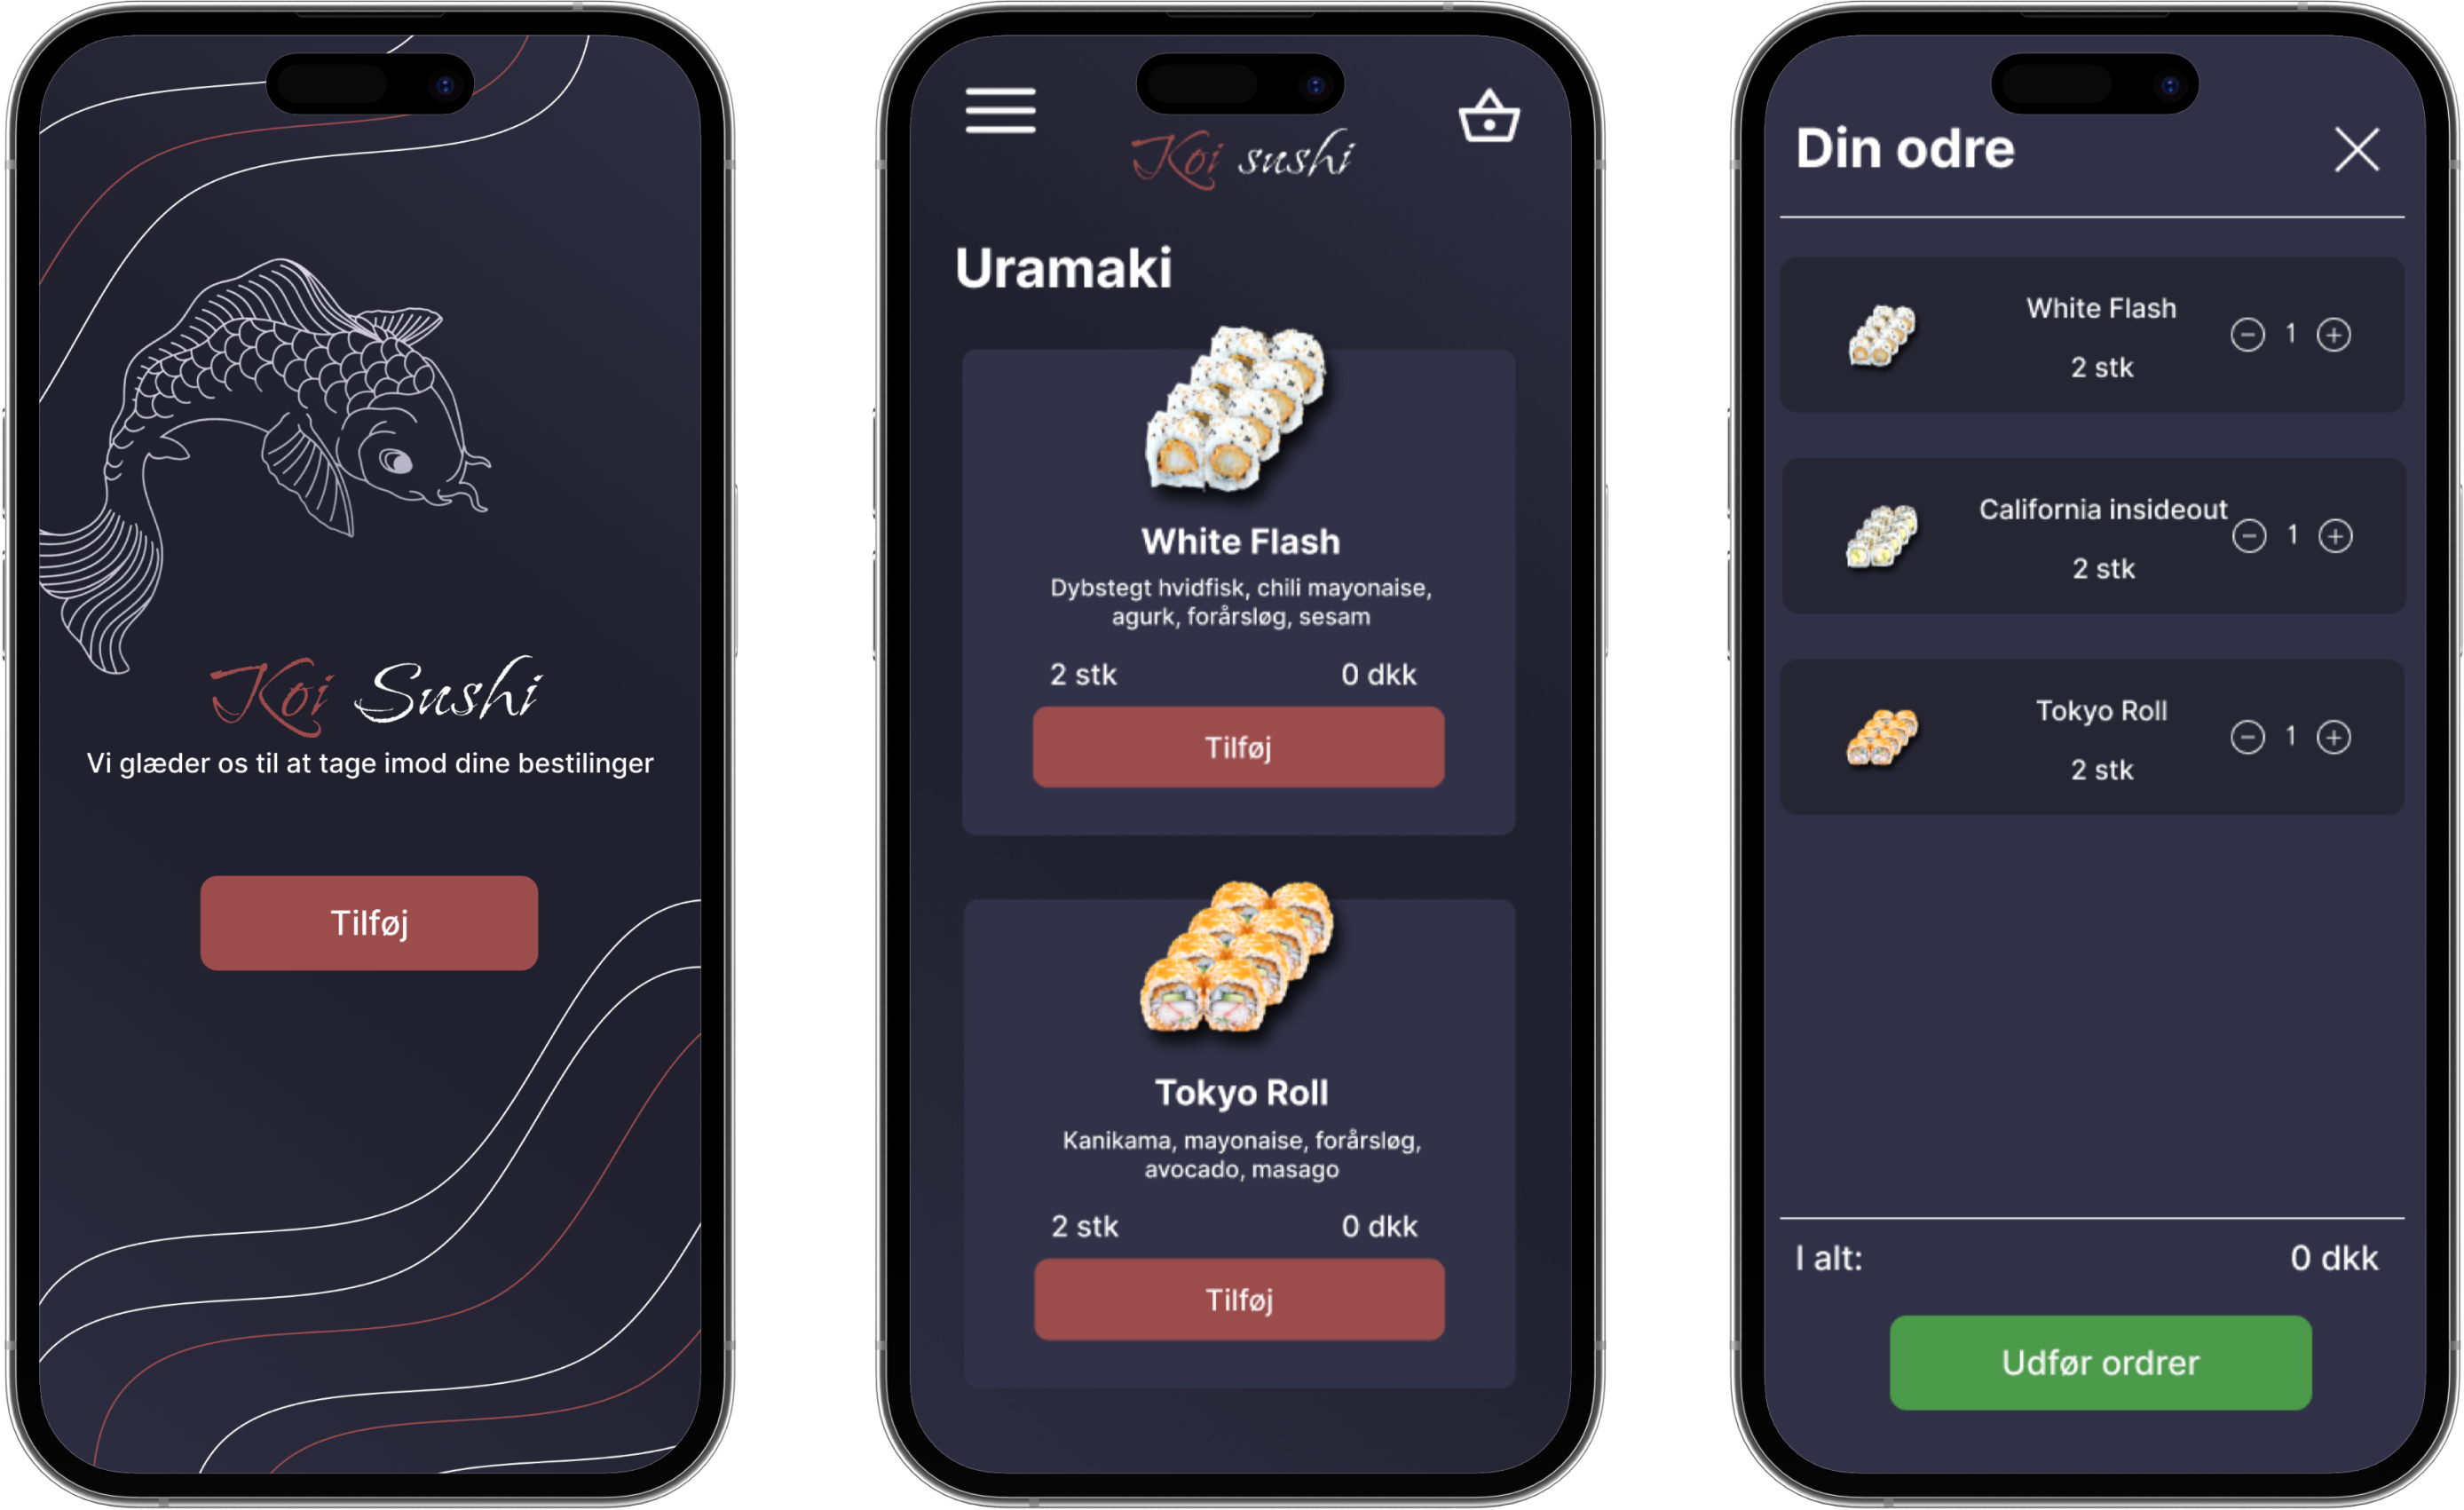 Koi Sushi
Vi glæder os til at tage imod dine bestilinger
Tilføj
Koi sushi
Uramaki
White Flash
Dybstegt hvidfisk, chili mayonaise,
agurk, forårsløg, sesam
2 stk 0 dkk
Tilføj
Tokyo Roll
Kanikama, mayonaise, forårsløg,
avocado, masago
2 stk 0 dkk
Tilføj
Din odre
White Flash
1
2 stk
California insideout
1
2 stk
Tokyo Roll
1
2 stk
I alt: 0 dkk
Udfør ordrer